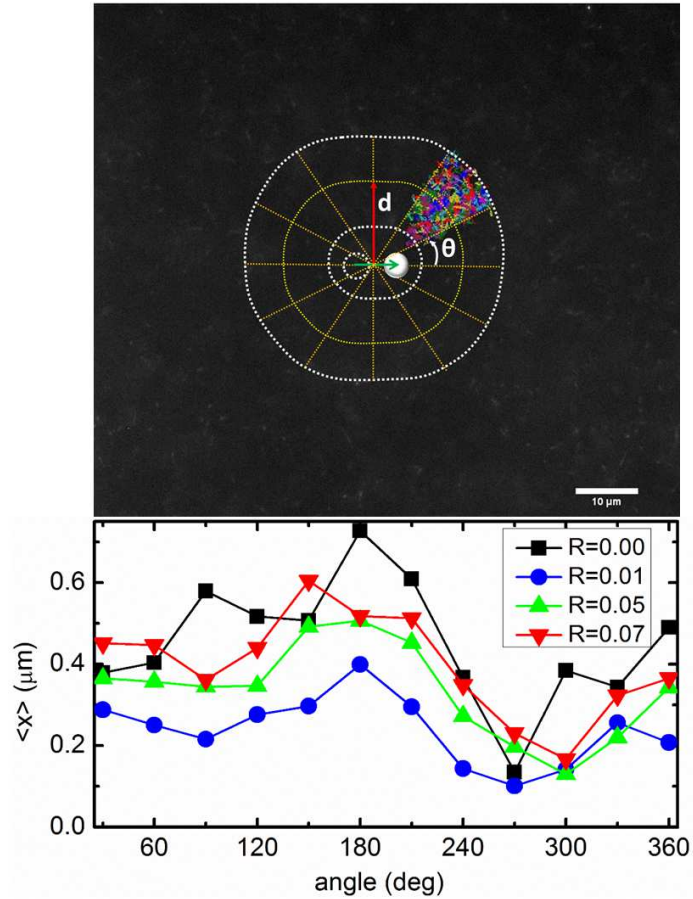 d
θ
10 μm
R=0.00
R=0.01
R=0.05
R=0.07
0.6
0.4
0.2
0.0
<x> (μm)
60 120 180 240 300 360
angle (deg)